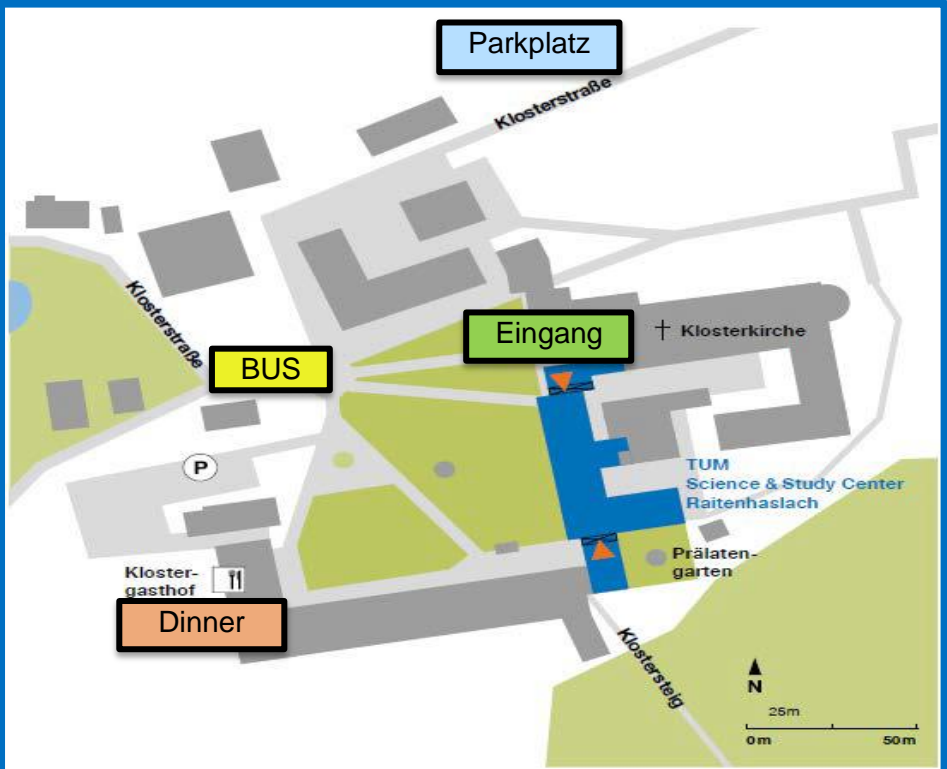 Parkplatz
Klosterstraße
Klosterstraße
Eingang
Klosterkirche
BUS
P
TUM
Science & Study Center
Raitenhaslach
Prälaten-
garten
Kloster-
gasthof
Dinner
Klostersteig
N
25m
0m 50m